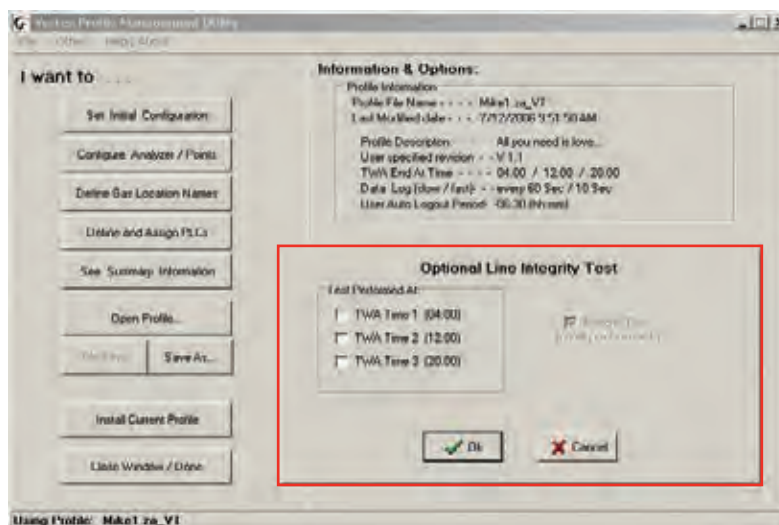 Vertex Profile Management Utility
File Other Help / About
I want to . . .
Set Initial Configuration
Configure Analyzer / Points
Define Gas Location Names
Define and Assign PLCs
See Summary Information
Open Profile...
Save As...
Install Current Profile
Close Window / Done
Information & Options:
Profile Information
Profile File Name - - - - Mike1.za_V1
Last Modified date - - - 7/12/2006 9:51:50 AM
Profile Description All you need is love...
User specified revision - - V 1.1
TWA End At Time - - - - 04:00 / 12:00 / 20:00
Data Log (slow / fast) - - every 60 Sec / 10 Sec
User Auto Logout Period 06:30 (hh:mm)
Optional Line Integrity Test
Test Performed At:
TWA Time 1 (04:00)
TWA Time 2 (12:00)
TWA Time 3 (20:00)
Ok
Cancel
Using Profile: Mike1.za_V1